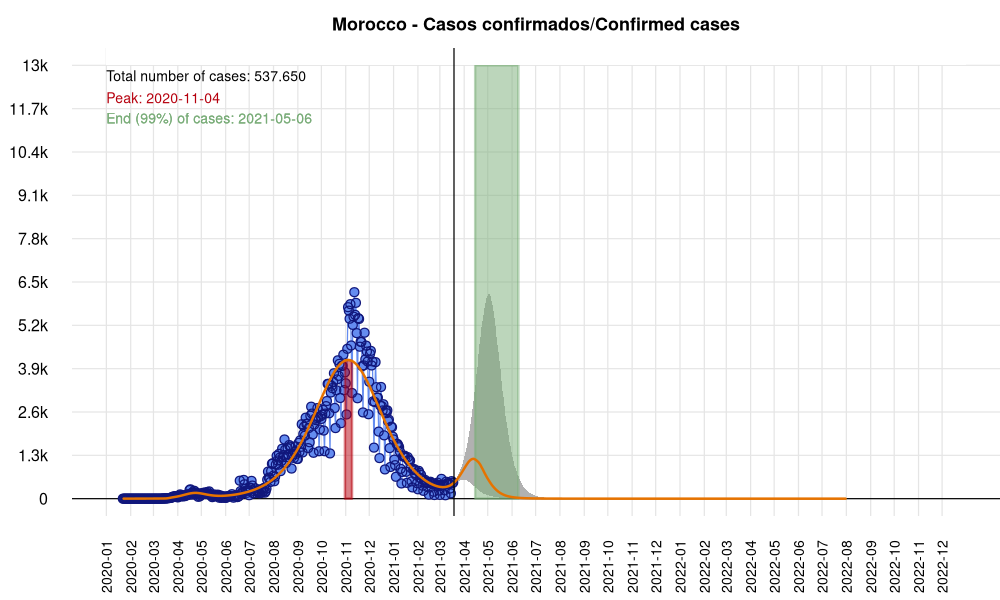 Morocco - Casos confirmados/Confirmed cases
Total number of cases: 537.650
Peak: 2020-11-04
End (99%) of cases: 2021-05-06
13k
11.7k
10.4k
9.1k
7.8k
6.5k
5.2k
3.9k
2.6k
1.3k
0
2020-01
2020-02
2020-03
2020-04
2020-05
2020-06
2020-07
2020-08
2020-09
2020-10
2020-11
2020-12
2021-01
2021-02
2021-03
2021-04
2021-05
2021-06
2021-07
2021-08
2021-09
2021-10
2021-11
2021-12
2022-01
2022-02
2022-03
2022-04
2022-05
2022-06
2022-07
2022-08
2022-09
2022-10
2022-11
2022-12